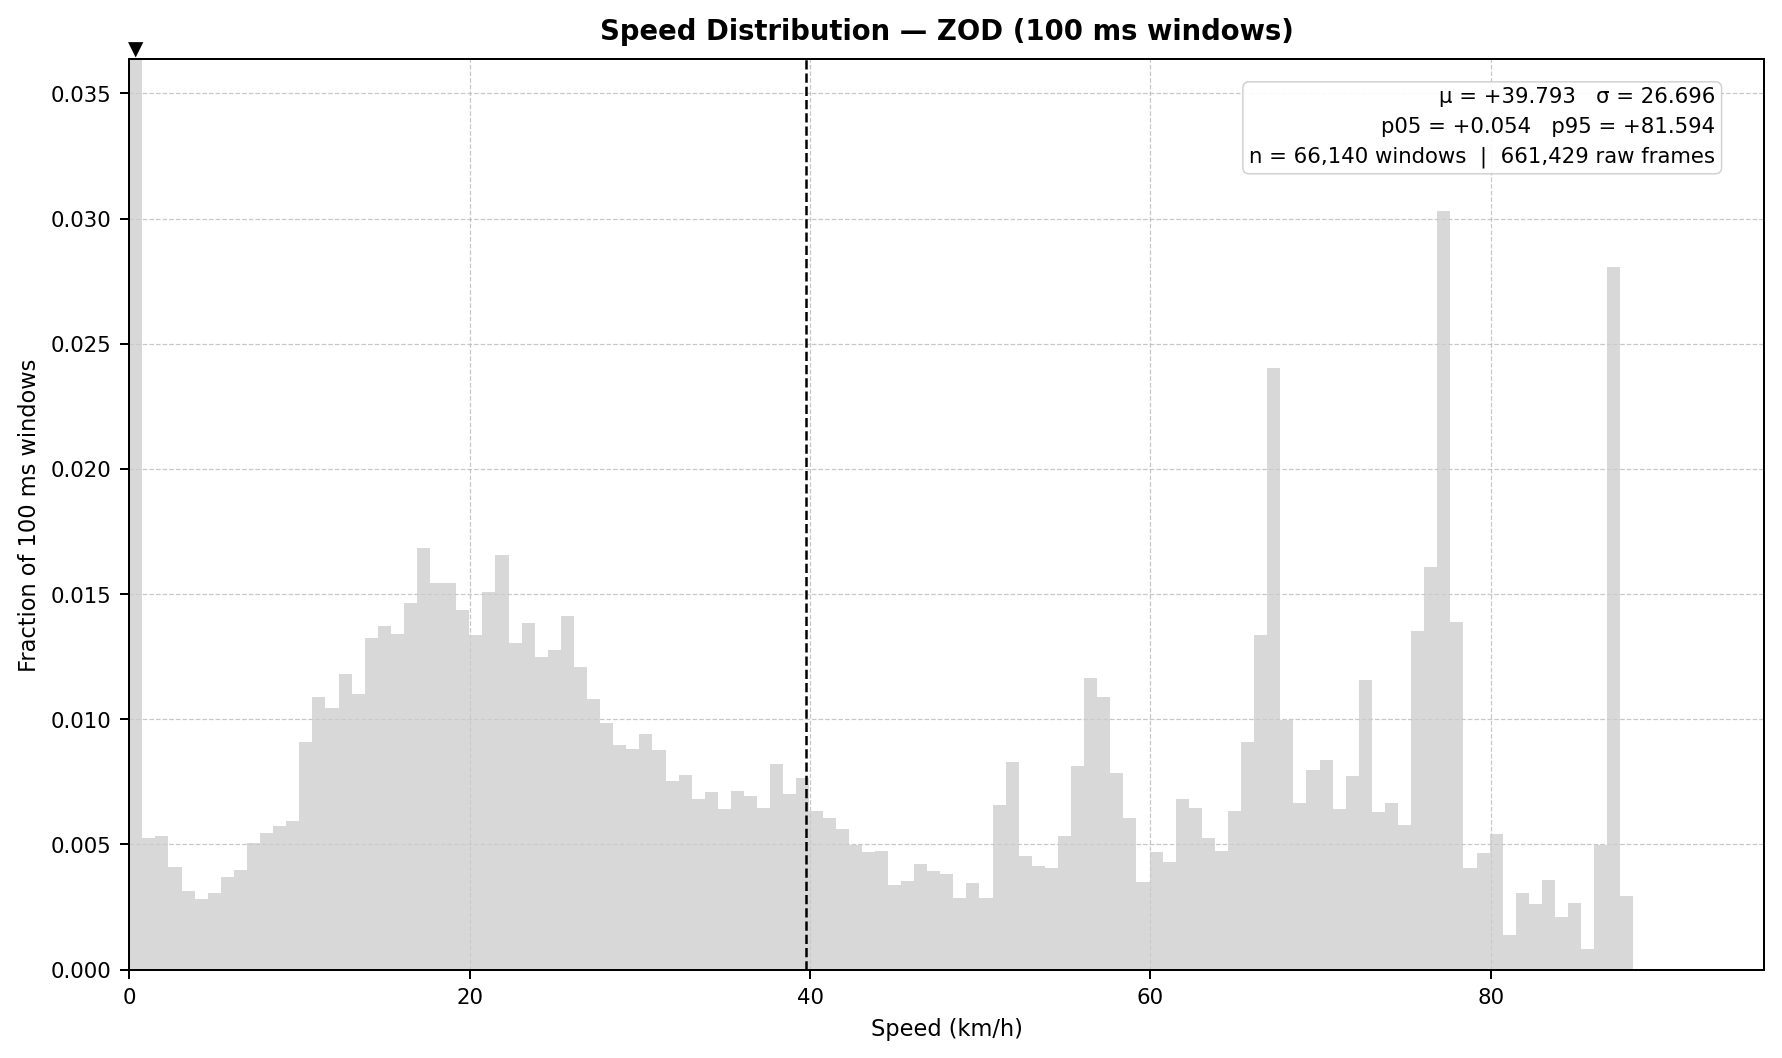 Speed Distribution — ZOD (100 ms windows)
▼
μ = +39.793   σ = 26.696
p05 = +0.054   p95 = +81.594
n = 66,140 windows  |  661,429 raw frames
Fraction of 100 ms windows
0.035
0.030
0.025
0.020
0.015
0.010
0.005
0.000
0 20 40 60 80
Speed (km/h)